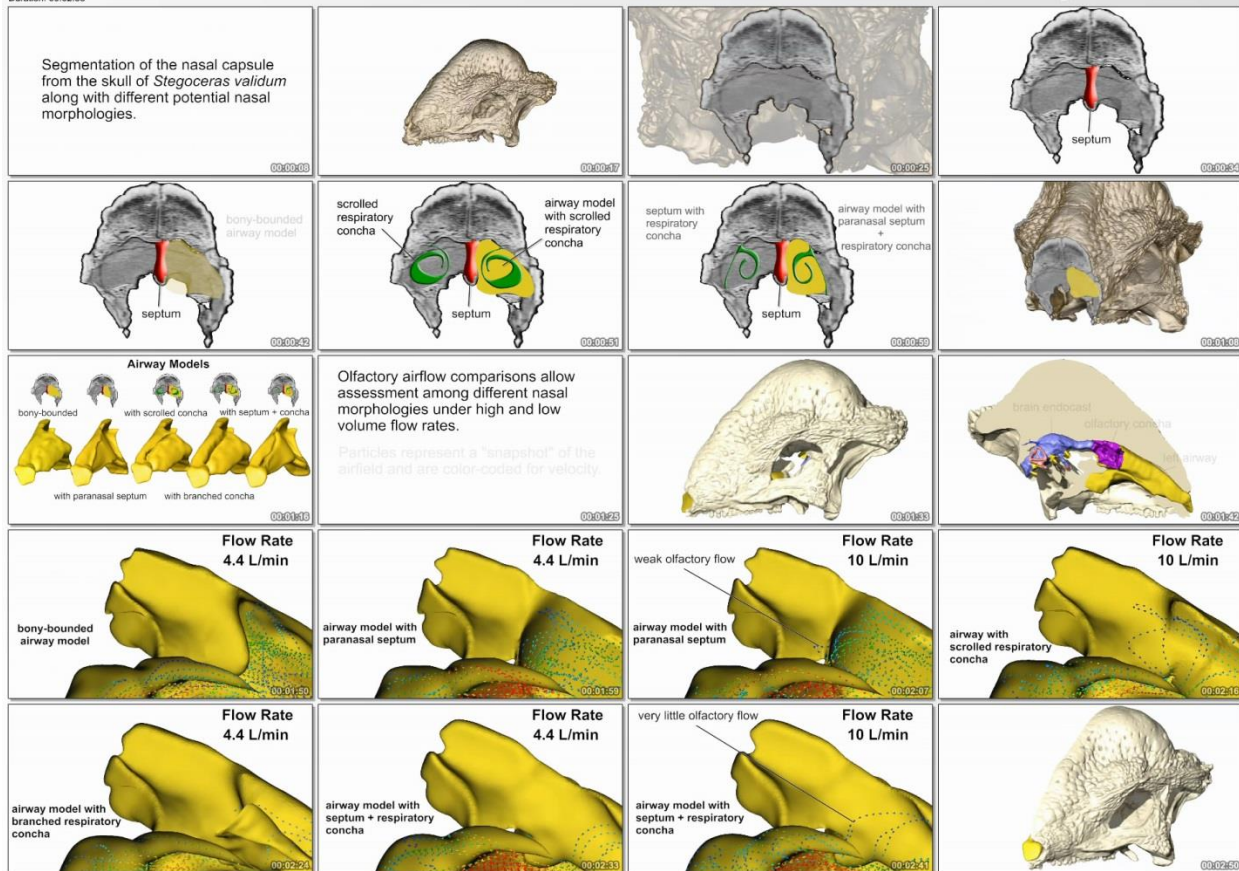 Segmentation of the nasal capsule
from the skull of Stegoceras validum
along with different potential nasal
morphologies.
00:00:08
00:00:17
00:00:25
septum
00:00:34
bony-bounded
airway model
septum
00:00:42
scrolled
respiratory
concha
airway model
with scrolled
respiratory
concha
septum
00:00:51
septum with
respiratory
concha
airway model with
paranasal septum
+
respiratory concha
septum
00:00:59
00:01:08
Airway Models
bony-bounded
with scrolled concha
with septum + concha
with paranasal septum
with branched concha
00:01:16
Olfactory airflow comparisons allow
assessment among different nasal
morphologies under high and low
volume flow rates.
Particles represent a "snapshot" of the
airfield and are color-coded for velocity.
00:01:25
00:01:33
brain endocast
olfactory concha
left airway
00:01:42
Flow Rate
4.4 L/min
bony-bounded
airway model
00:01:50
Flow Rate
4.4 L/min
airway model with
paranasal septum
00:01:59
Flow Rate
10 L/min
weak olfactory flow
airway model with
paranasal septum
00:02:07
Flow Rate
10 L/min
airway with
scrolled respiratory
concha
00:02:16
Flow Rate
4.4 L/min
airway model with
branched respiratory
concha
00:02:24
Flow Rate
4.4 L/min
airway model with
septum + respiratory
concha
00:02:33
very little olfactory flow
Flow Rate
10 L/min
airway model with
septum + respiratory
concha
00:02:41
00:02:50